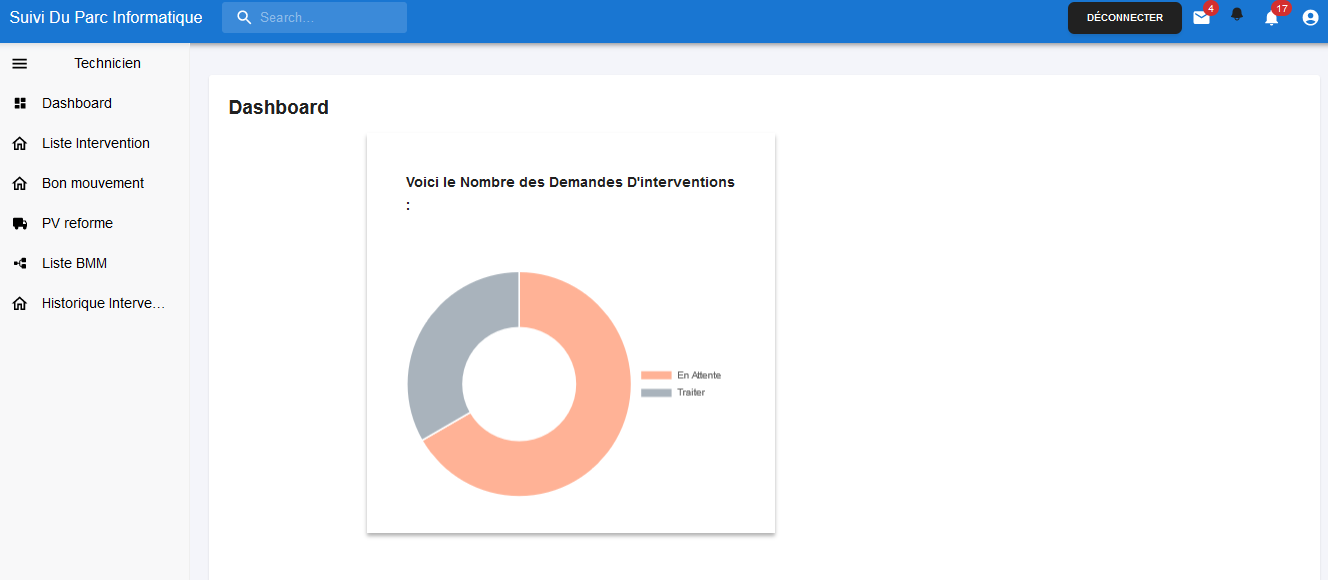 Suivi Du Parc Informatique
Search...
DÉCONNECTER
4
17
Technicien
Dashboard
Liste Intervention
Bon mouvement
PV reforme
Liste BMM
Historique Interve...
Dashboard
Voici le Nombre des Demandes D'interventions
:
En Attente
Traiter